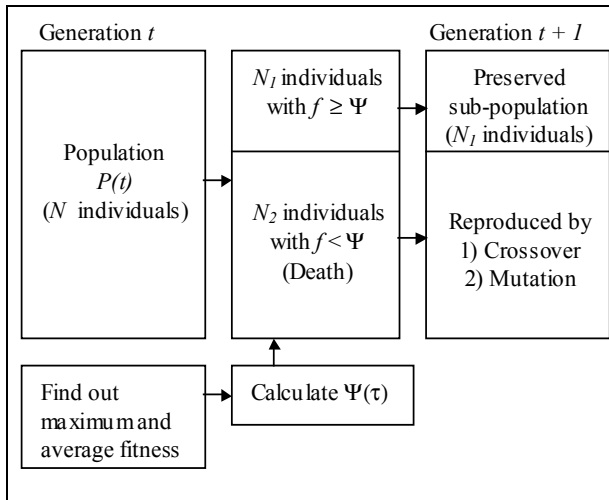 Generation t
Generation t + 1
Population
P(t)
(N individuals)
N1 individuals
with f ≥ Ψ
Preserved
sub-population
(N1 individuals)
N2 individuals
with f < Ψ
(Death)
Reproduced by
1) Crossover
2) Mutation
Find out
maximum and
average fitness
Calculate Ψ(τ)